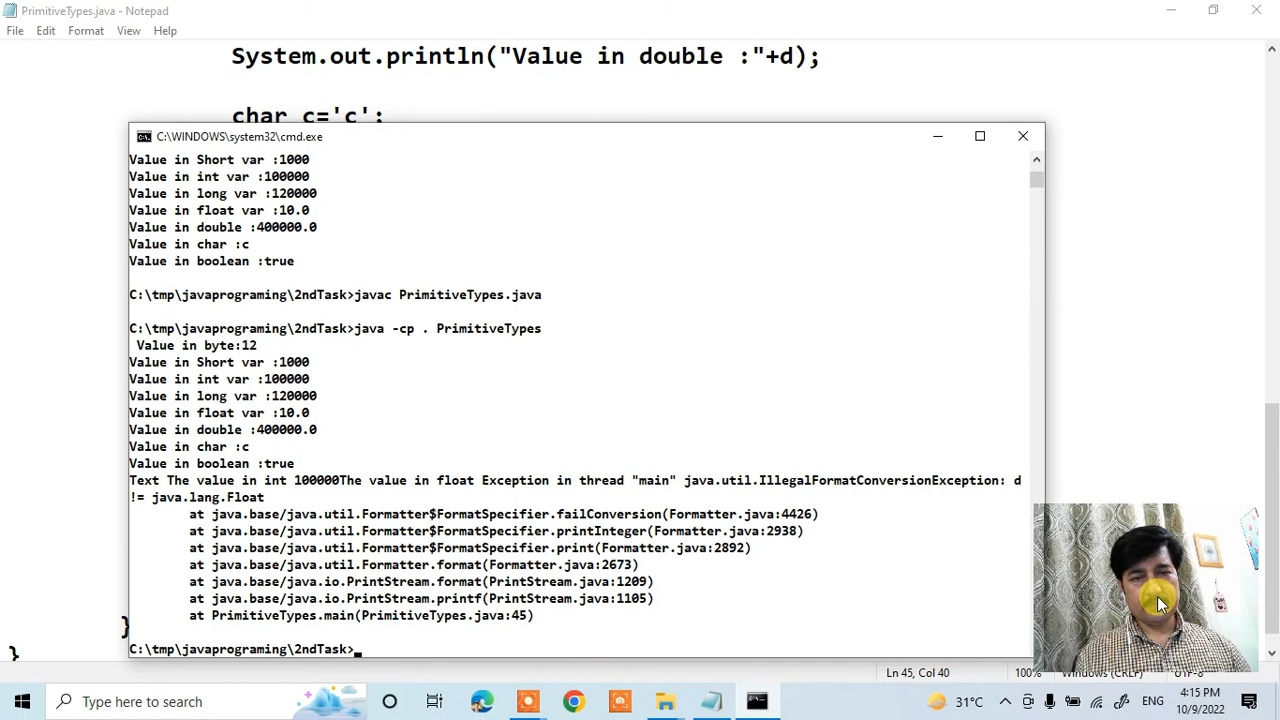 PrimitiveTypes.java - Notepad
File Edit Format View Help
System.out.println("Value in double :"+d);
char c='c';
C:\WINDOWS\system32\cmd.exe
Value in Short var :1000
Value in int var :100000
Value in long var :120000
Value in float var :10.0
Value in double :400000.0
Value in char :c
Value in boolean :true
C:\tmp\javaprograming\2ndTask>javac PrimitiveTypes.java
C:\tmp\javaprograming\2ndTask>java -cp . PrimitiveTypes
Value in byte:12
Value in Short var :1000
Value in int var :100000
Value in long var :120000
Value in float var :10.0
Value in double :400000.0
Value in char :c
Value in boolean :true
Text The value in int 100000The value in float Exception in thread "main" java.util.IllegalFormatConversionException: d
!= java.lang.Float
at java.base/java.util.Formatter$FormatSpecifier.failConversion(Formatter.java:4426)
at java.base/java.util.Formatter$FormatSpecifier.printInteger(Formatter.java:2938)
at java.base/java.util.Formatter$FormatSpecifier.print(Formatter.java:2892)
at java.base/java.util.Formatter.format(Formatter.java:2673)
at java.base/java.io.PrintStream.format(PrintStream.java:1209)
at java.base/java.io.PrintStream.printf(PrintStream.java:1105)
at PrimitiveTypes.main(PrimitiveTypes.java:45)
}
C:\tmp\javaprograming\2ndTask>
}
Ln 45, Col 40 100% Windows (CRLF) UTF-8
Type here to search
31°C ENG 4:15 PM
10/9/2022